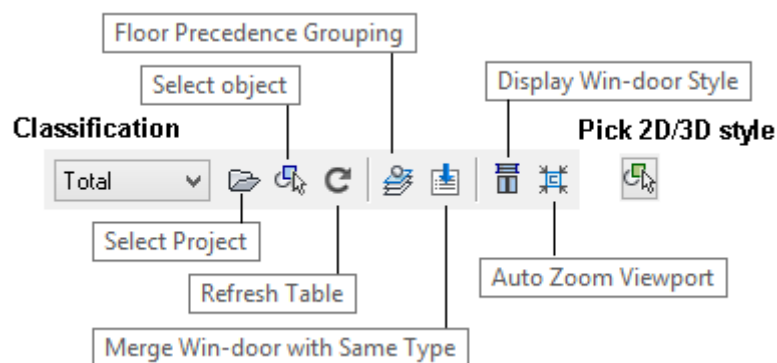 Floor Precedence Grouping
Select object
Display Win-door Style
Classification
Pick 2D/3D style
Total
Select Project
Auto Zoom Viewport
Refresh Table
Merge Win-door with Same Type